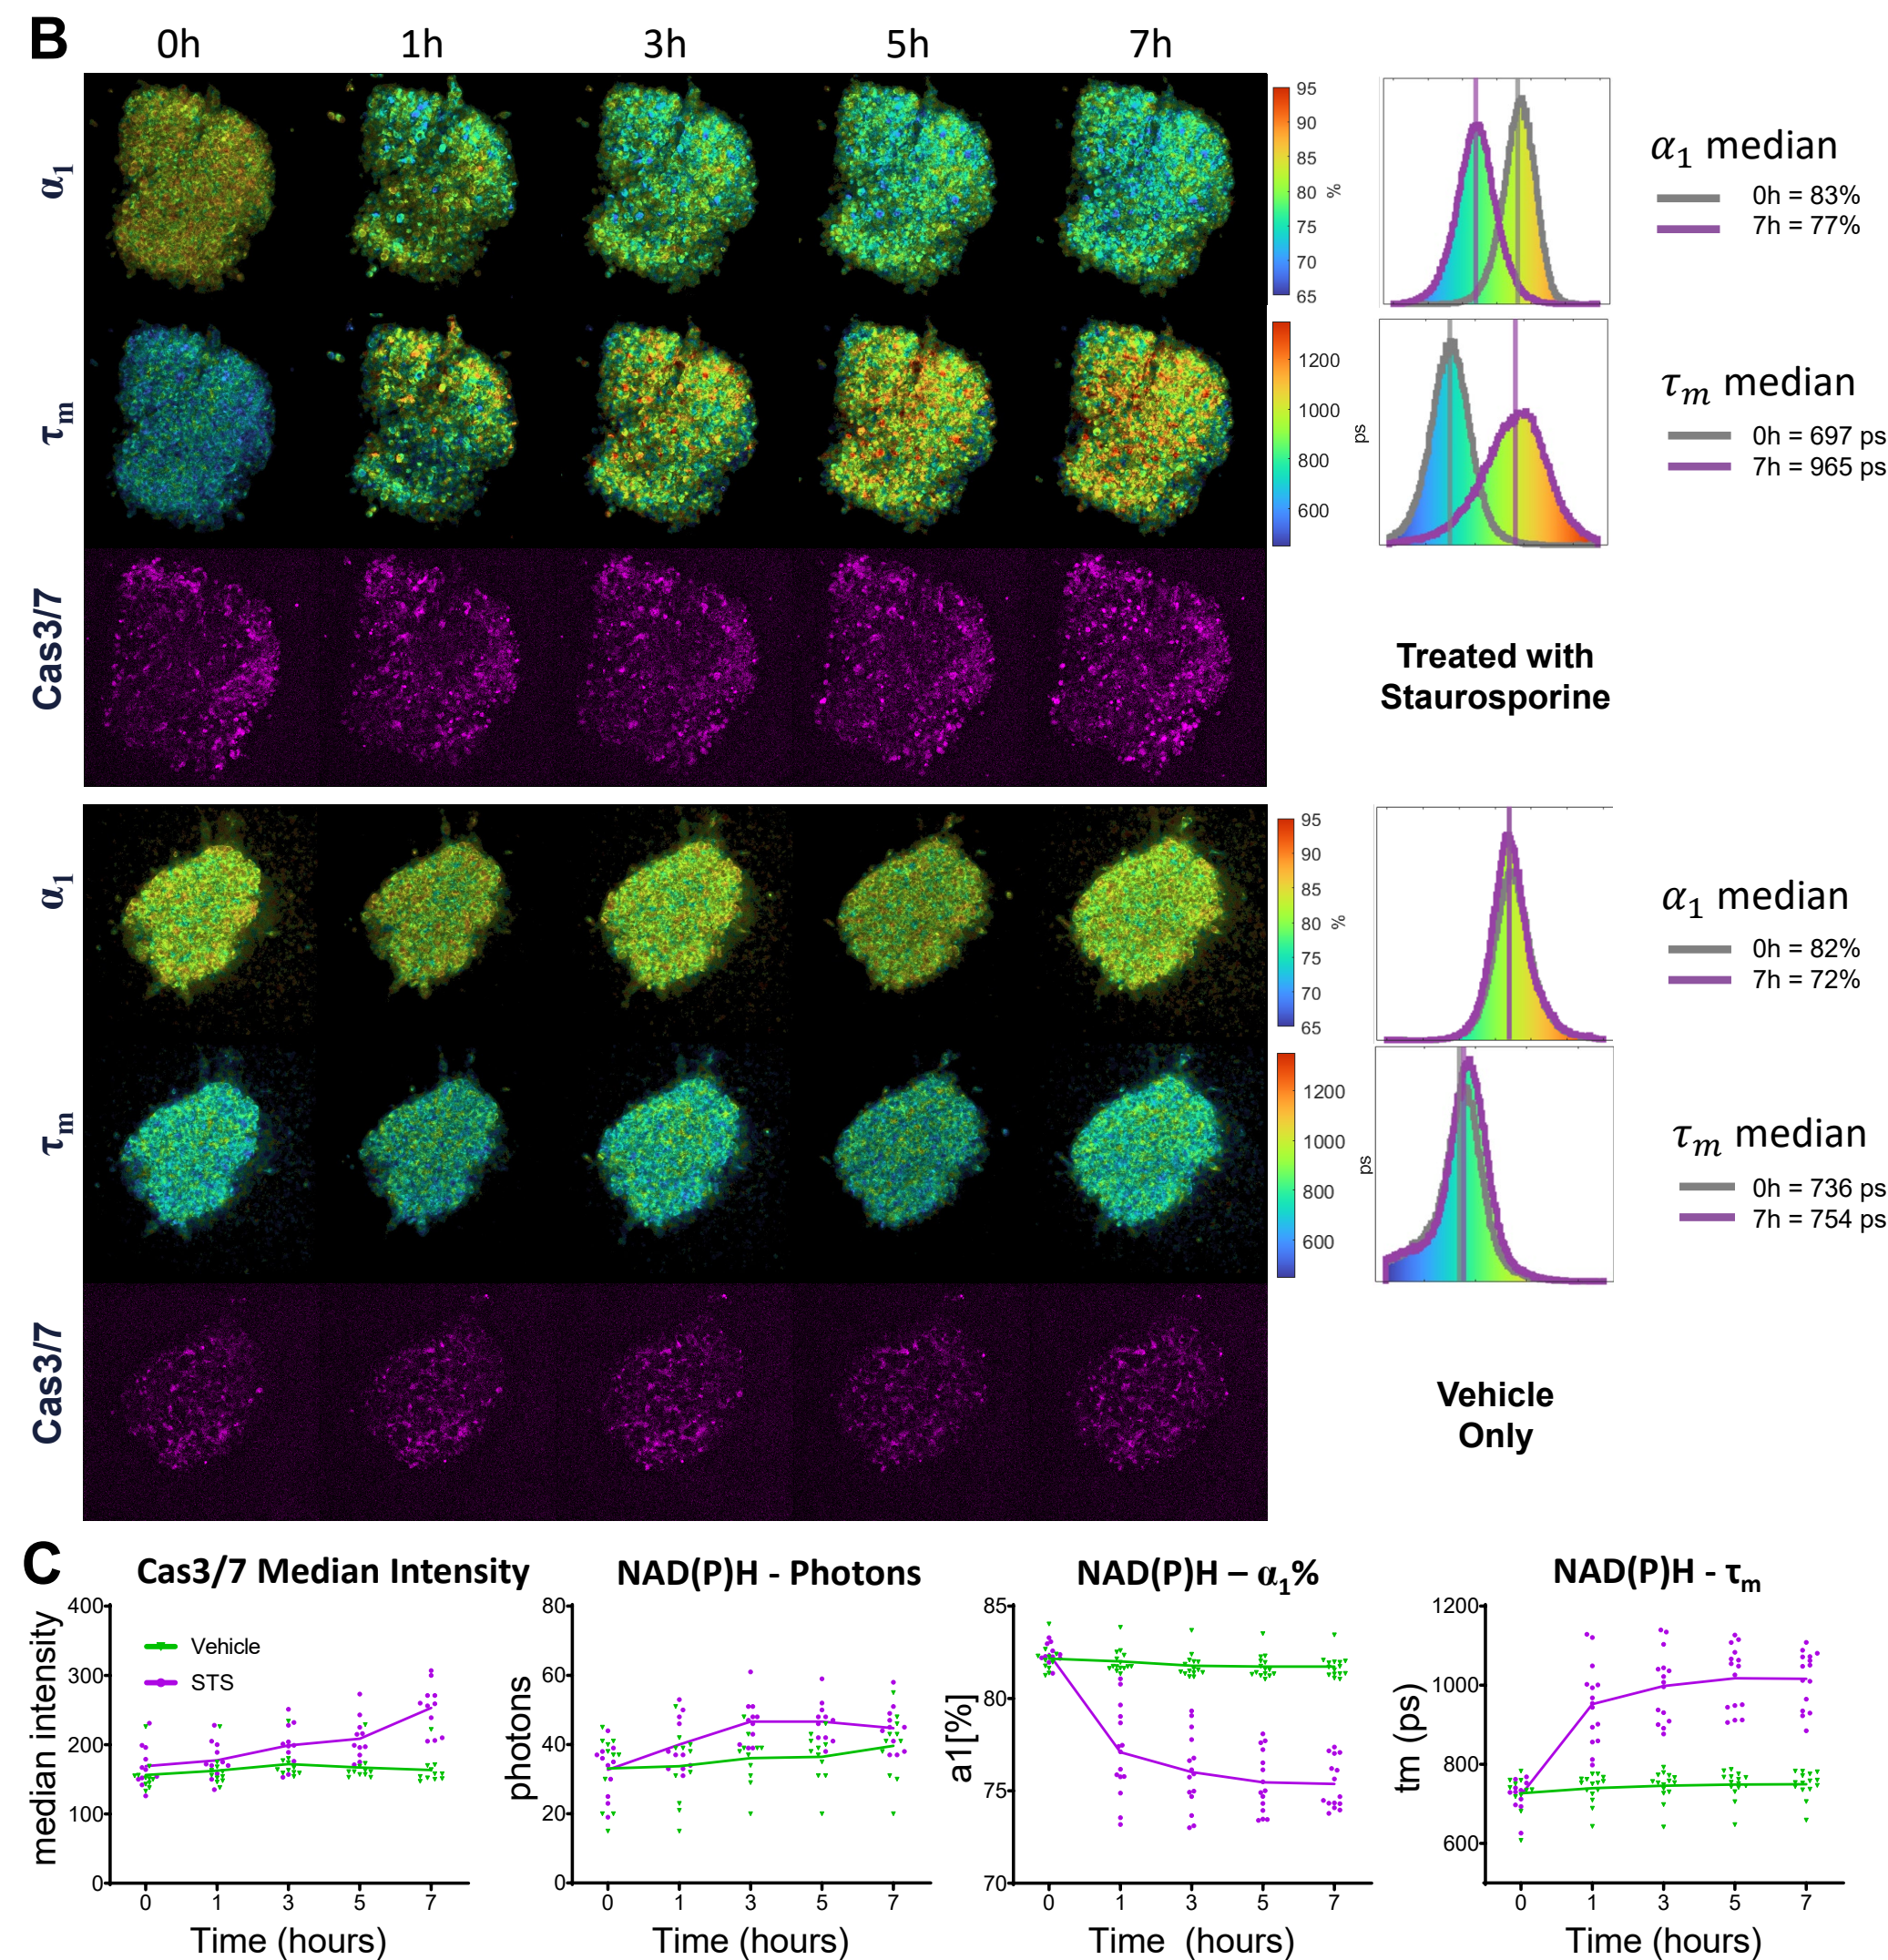 B
0h 1h 3h 5h 7h
α1
95
90
85
80
75
70
65
%
α1 median
0h = 83%
7h = 77%
τm
1200
1000
800
600
ps
τm median
0h = 697 ps
7h = 965 ps
Cas3/7
Treated with
Staurosporine
α1
95
90
85
80
75
70
65
%
α1 median
0h = 82%
7h = 72%
τm
1200
1000
800
600
ps
τm median
0h = 736 ps
7h = 754 ps
Cas3/7
Vehicle
Only
C
Cas3/7 Median Intensity
median intensity
400
300
200
100
0
Vehicle
STS
0 1 3 5 7
Time (hours)
NAD(P)H - Photons
photons
80
60
40
20
0
0 1 3 5 7
Time (hours)
NAD(P)H – α1%
a1[%]
85
80
75
70
0 1 3 5 7
Time (hours)
NAD(P)H - τm
tm (ps)
1200
1000
800
600
0 1 3 5 7
Time (hours)